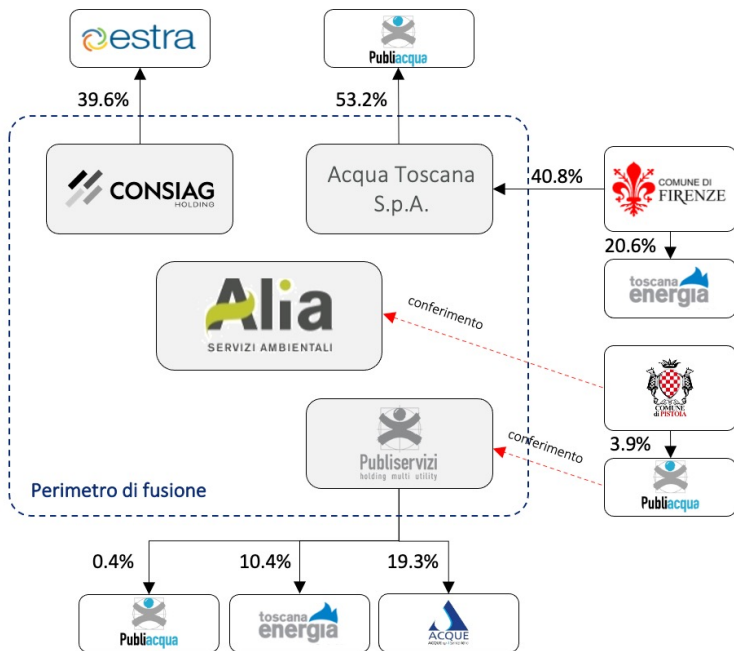 estra
Publiacqua
39.6%
53.2%
CONSIAG
HOLDING
Acqua Toscana
S.p.A.
40.8%
COMUNE DI
FIRENZE
20.6%
toscana
energia
Alia
SERVIZI AMBIENTALI
conferimento
COMUNE
di PISTOIA
3.9%
Publiservizi
holding multi utility
conferimento
Publiacqua
Perimetro di fusione
0.4%
10.4%
19.3%
Publiacqua
toscana
energia
ACQUE